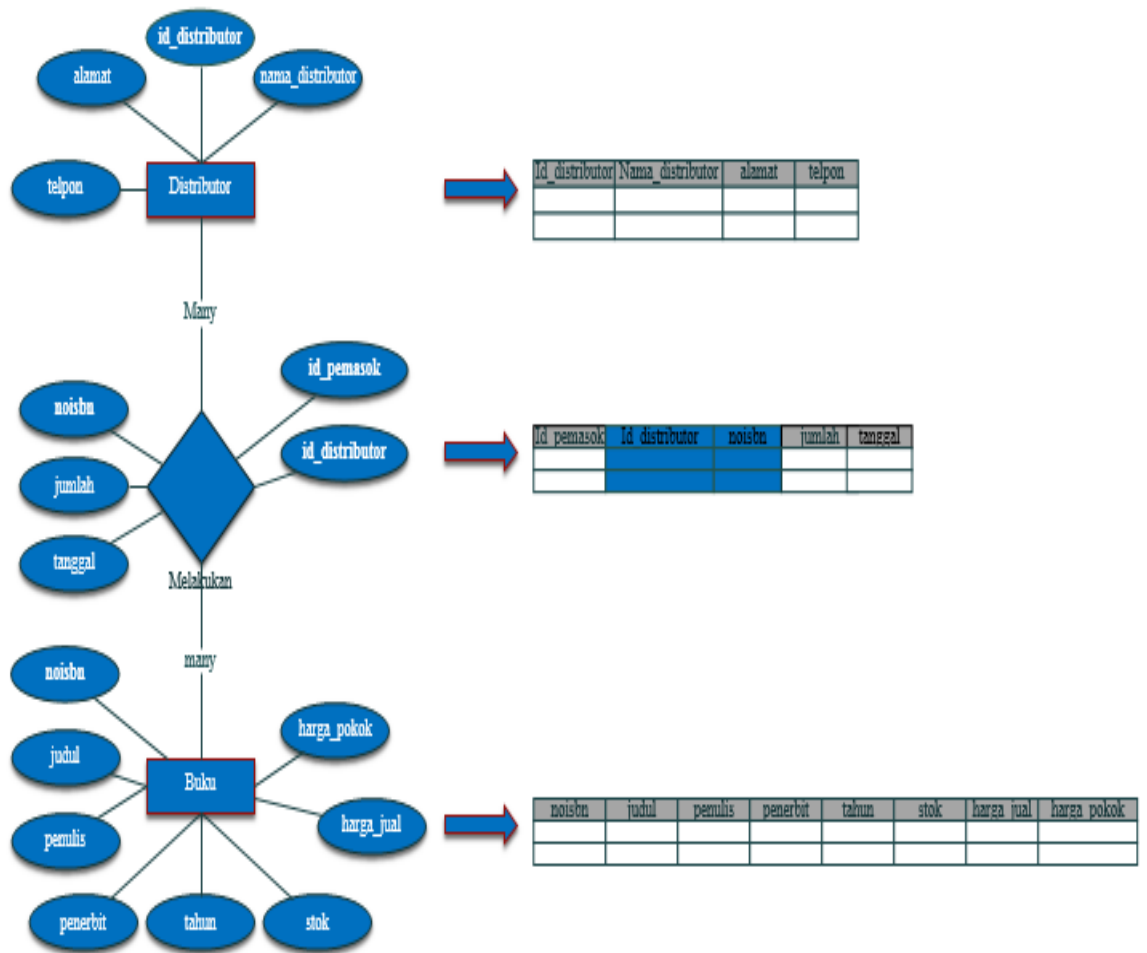 id_distributor
alamat
nama_distributor
telpon
Distributor
Id_distributor Nama_distributor alamat telpon
Many
id_pemasok
noisbn
id_distributor
jumlah
tanggal
Id_pemasok Id_distributor noisbn jumlah tanggal
Melakukan
many
noisbn
harga_pokok
judul
Buku
harga_jual
penulis
penerbit
tahun
stok
noisbn judul penulis penerbit tahun stok harga_jual harga_pokok